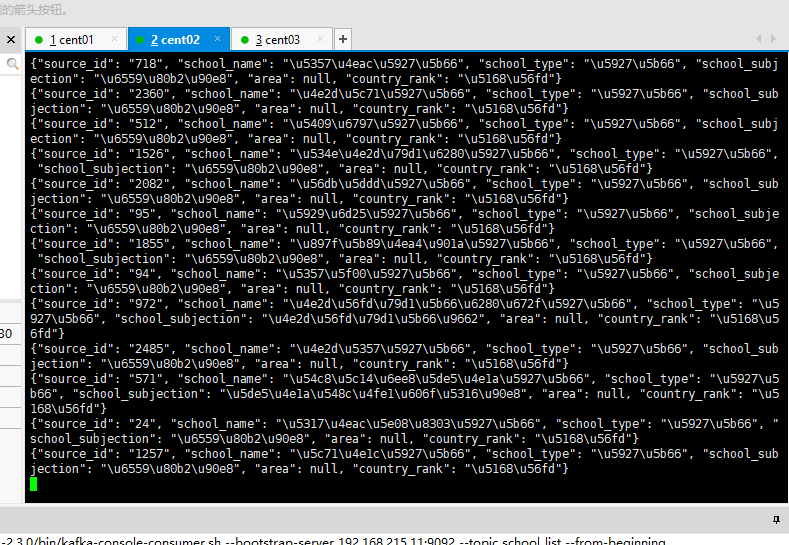 的箭头按钮。
1 cent01
2 cent02
3 cent03
{"source_id": "718", "school_name": "\u5357\u4eac\u5927\u5b66", "school_type": "\u5927\u5b66", "school_subj
ection": "\u6559\u80b2\u90e8", "area": null, "country_rank": "\u5168\u56fd"}
{"source_id": "2360", "school_name": "\u4e2d\u5c71\u5927\u5b66", "school_type": "\u5927\u5b66", "school_su
bjection": "\u6559\u80b2\u90e8", "area": null, "country_rank": "\u5168\u56fd"}
{"source_id": "512", "school_name": "\u5409\u6797\u5927\u5b66", "school_type": "\u5927\u5b66", "school_subj
ection": "\u6559\u80b2\u90e8", "area": null, "country_rank": "\u5168\u56fd"}
{"source_id": "1526", "school_name": "\u534e\u4e2d\u79d1\u6280\u5927\u5b66", "school_type": "\u5927\u5b66",
"school_subjection": "\u6559\u80b2\u90e8", "area": null, "country_rank": "\u5168\u56fd"}
{"source_id": "2082", "school_name": "\u56db\u5ddd\u5927\u5b66", "school_type": "\u5927\u5b66", "school_sub
jection": "\u6559\u80b2\u90e8", "area": null, "country_rank": "\u5168\u56fd"}
{"source_id": "95", "school_name": "\u5929\u6d25\u5927\u5b66", "school_type": "\u5927\u5b66", "school_subje
ction": "\u6559\u80b2\u90e8", "area": null, "country_rank": "\u5168\u56fd"}
{"source_id": "1855", "school_name": "\u897f\u5b89\u4ea4\u901a\u5927\u5b66", "school_type": "\u5927\u5b66",
"school_subjection": "\u6559\u80b2\u90e8", "area": null, "country_rank": "\u5168\u56fd"}
{"source_id": "94", "school_name": "\u5357\u5f00\u5927\u5b66", "school_type": "\u5927\u5b66", "school_subje
ction": "\u6559\u80b2\u90e8", "area": null, "country_rank": "\u5168\u56fd"}
{"source_id": "972", "school_name": "\u4e2d\u56fd\u79d1\u5b66\u6280\u672f\u5927\u5b66", "school_type": "\u5
927\u5b66", "school_subjection": "\u4e2d\u56fd\u79d1\u5b66\u9662", "area": null, "country_rank": "\u5168\u5
6fd"}
{"source_id": "2485", "school_name": "\u4e2d\u5357\u5927\u5b66", "school_type": "\u5927\u5b66", "school_sub
jection": "\u6559\u80b2\u90e8", "area": null, "country_rank": "\u5168\u56fd"}
{"source_id": "571", "school_name": "\u54c8\u5c14\u6ee8\u5de5\u4e1a\u5927\u5b66", "school_type": "\u5927\u5
b66", "school_subjection": "\u5de5\u4e1a\u548c\u4fe1\u606f\u5316\u90e8", "area": null, "country_rank": "\u5
168\u56fd"}
{"source_id": "24", "school_name": "\u5317\u4eac\u5e08\u8303\u5927\u5b66", "school_type": "\u5927\u5b66", "
school_subjection": "\u6559\u80b2\u90e8", "area": null, "country_rank": "\u5168\u56fd"}
{"source_id": "1257", "school_name": "\u5c71\u4e1c\u5927\u5b66", "school_type": "\u5927\u5b66", "school_sub
jection": "\u6559\u80b2\u90e8", "area": null, "country_rank": "\u5168\u56fd"}
30
-2.3.0/bin/kafka-console-consumer.sh --bootstrap-server 192.168.215.11:9092 --topic school_list --from-beginning